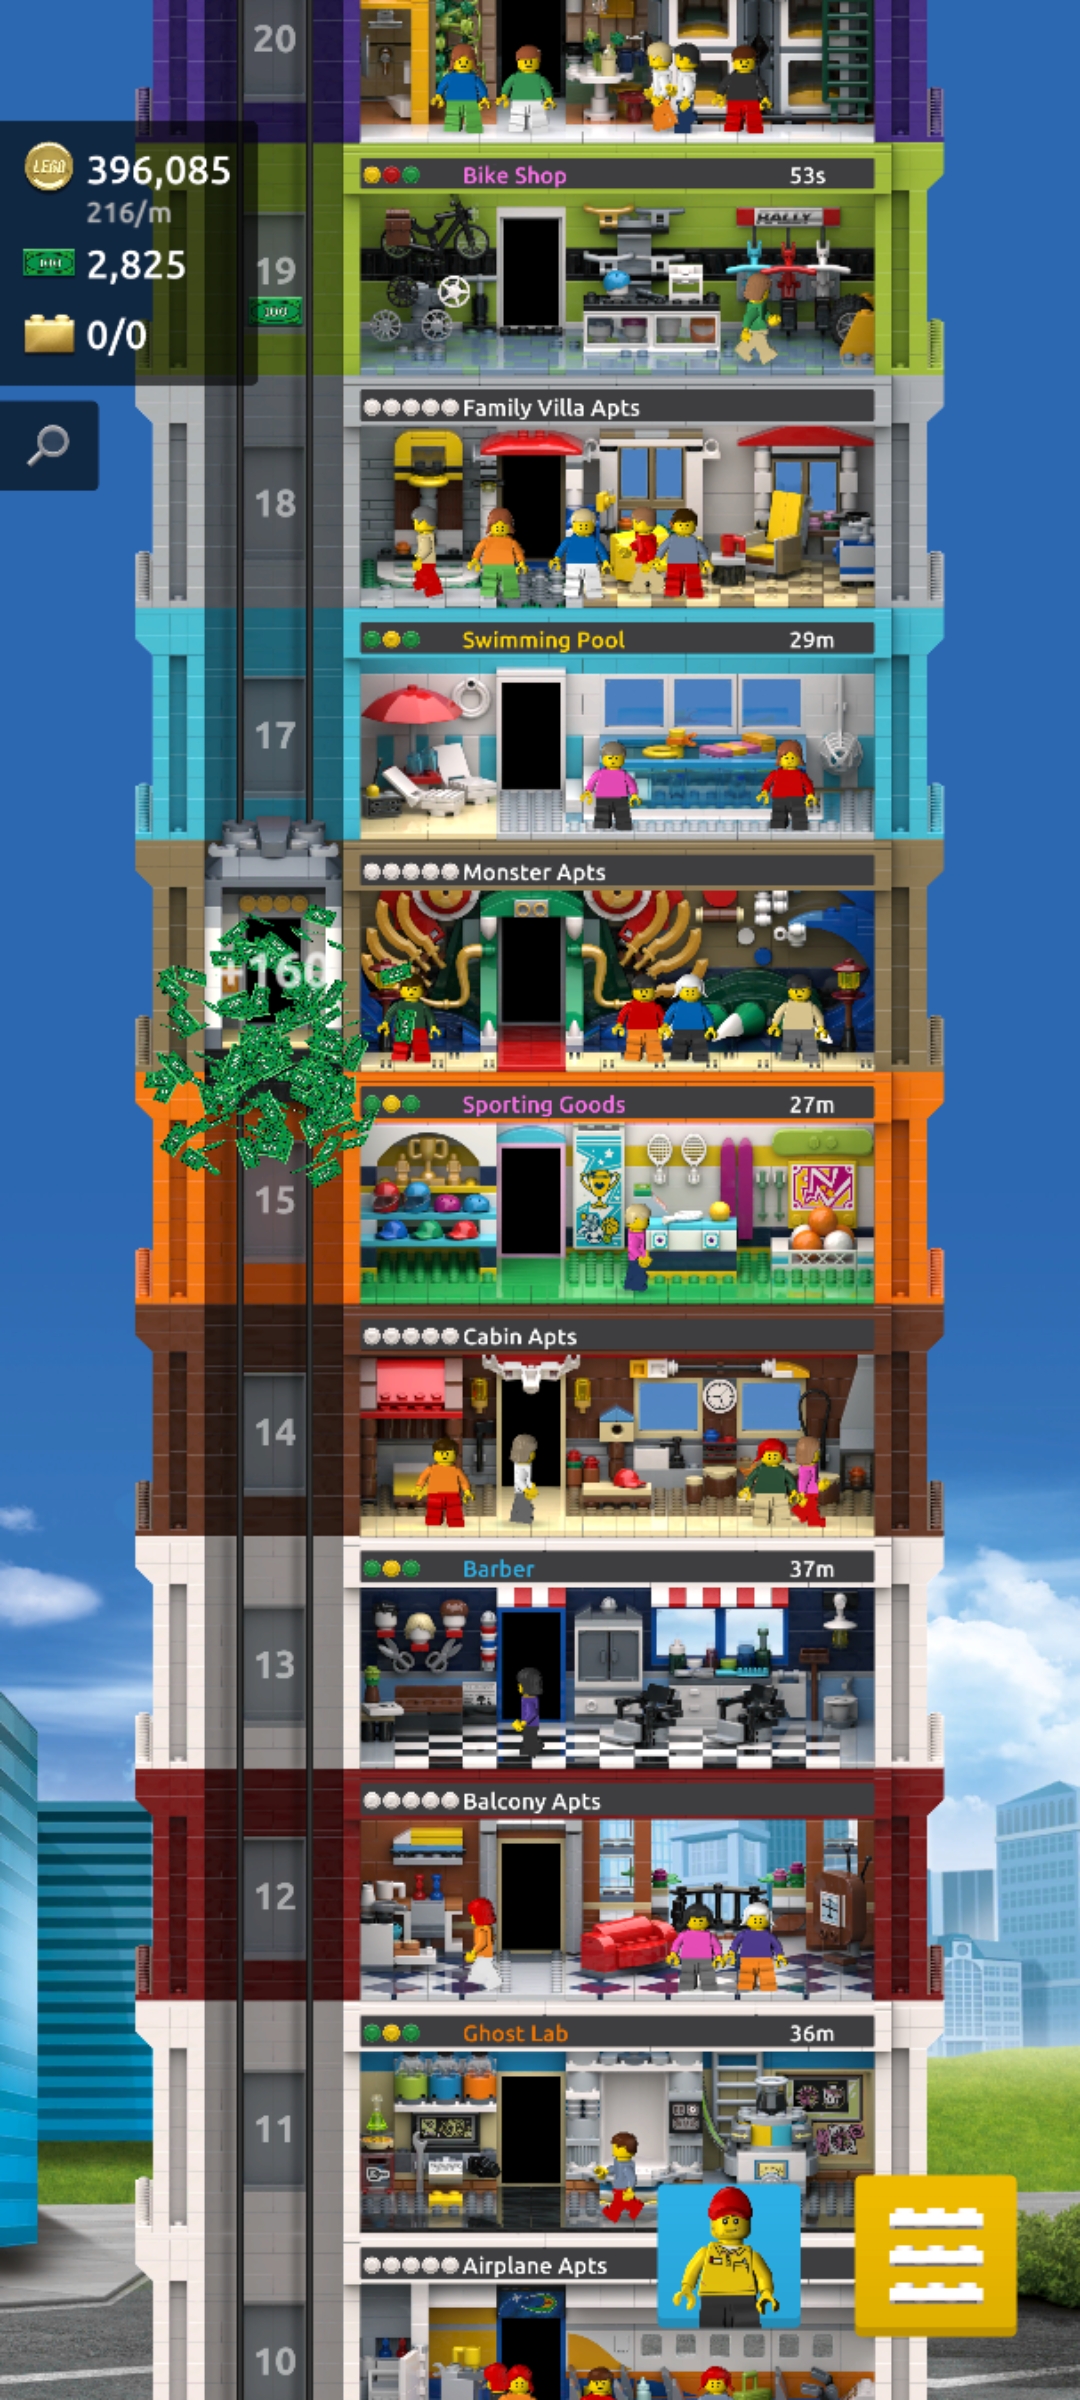 20
LEGO 396,085
216/m
2,825
0/0
Bike Shop 53s
RALLY
19
Family Villa Apts
18
Swimming Pool 29m
17
Monster Apts
+160
Sporting Goods 27m
15
Cabin Apts
14
Barber 37m
13
Balcony Apts
12
Ghost Lab 36m
11
Airplane Apts
10